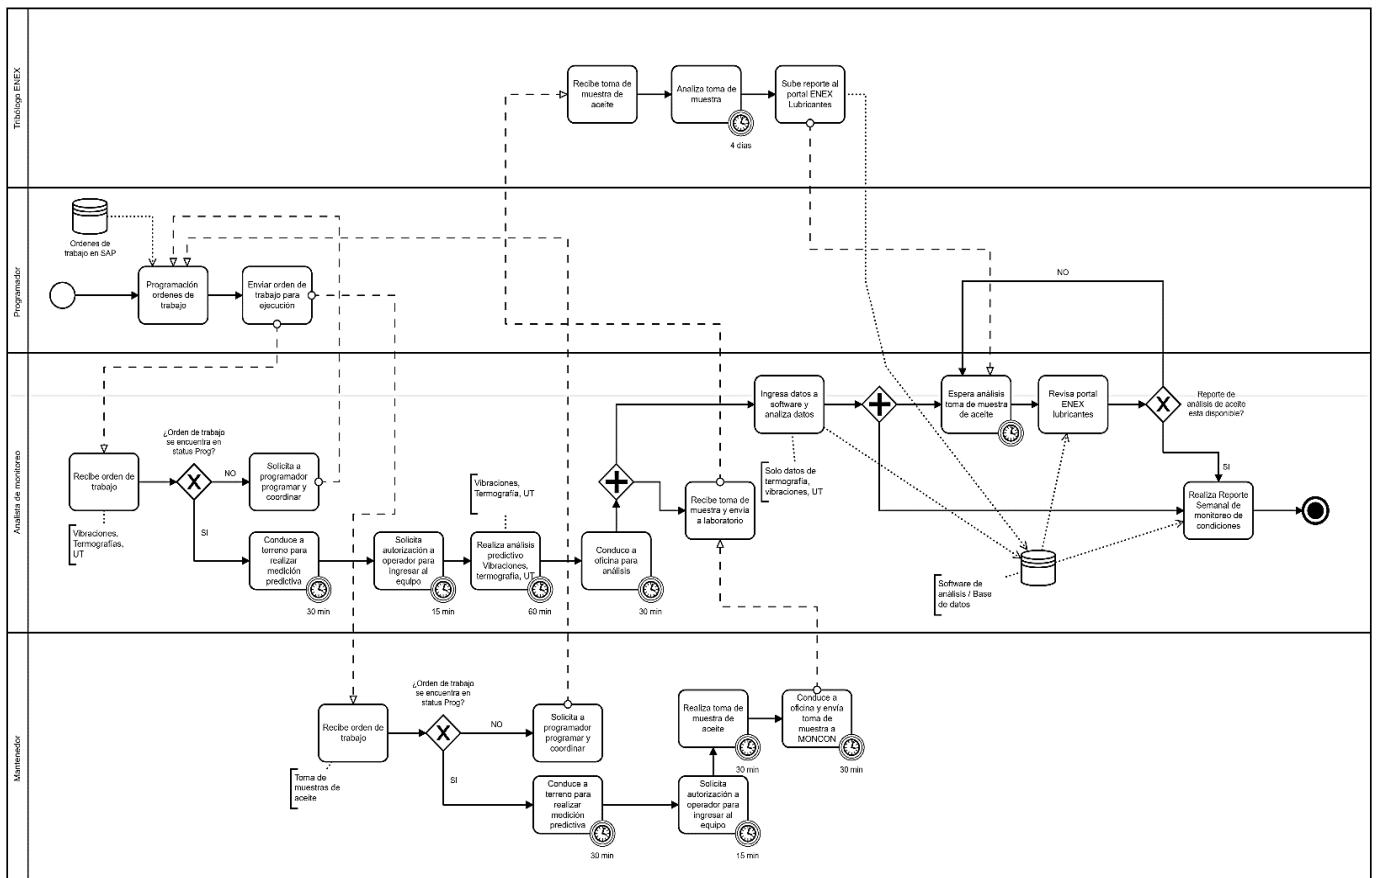 Tribólogo ENEX
Recibe toma de
muestra de
aceite
Analiza toma de
muestra
4 días
Sube reporte al
portal ENEX
Lubricantes
Programador
Ordenes de
trabajo en SAP
Programación
ordenes de
trabajo
Enviar orden de
trabajo para
ejecución
NO
Analista de monitoreo
Recibe orden de
trabajo
Vibraciones,
Termografías,
UT
¿Orden de trabajo
se encuentra en
status Prog?
NO
SI
Solicita a
programador
programar y
coordinar
Conduce a
terreno para
realizar
medición
predictiva
30 min
Solicita
autorización a
operador para
ingresar al
equipo
15 min
Vibraciones,
Termografía, UT
Realiza análisis
predictivo
Vibraciones,
termografía, UT
60 min
Conduce a
oficina para
análisis
30 min
Recibe toma de
muestra y envia
a laboratorio
Ingresa datos a
software y
analiza datos
Solo datos de
termografía,
vibraciones, UT
Espera análisis
toma de muestra
de aceite
Revisa portal
ENEX
lubricantes
Reporte de
análisis de aceite
esta disponible?
SI
Realiza Reporte
Semanal de
monitoreo de
condiciones
Software de
análisis / Base
de datos
Mantenedor
Recibe orden de
trabajo
Toma de
muestras de
aceite
¿Orden de trabajo
se encuentra en
status Prog?
NO
SI
Solicita a
programador
programar y
coordinar
Conduce a
terreno para
realizar
medición
predictiva
30 min
Solicita
autorización a
operador para
ingresar al
equipo
15 min
Realiza toma de
muestra de
aceite
30 min
Conduce a
oficina y envía
toma de
muestra a
MONCON
30 min